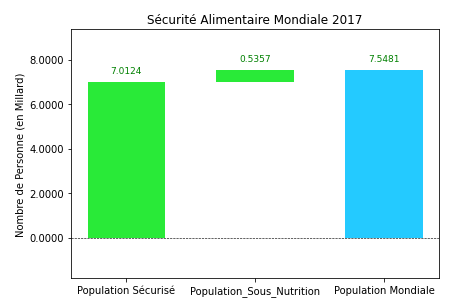 Sécurité Alimentaire Mondiale 2017
Nombre de Personne (en Millard)
8.0000
6.0000
4.0000
2.0000
0.0000
7.0124
0.5357
7.5481
Population Sécurisé
Population_Sous_Nutrition
Population Mondiale